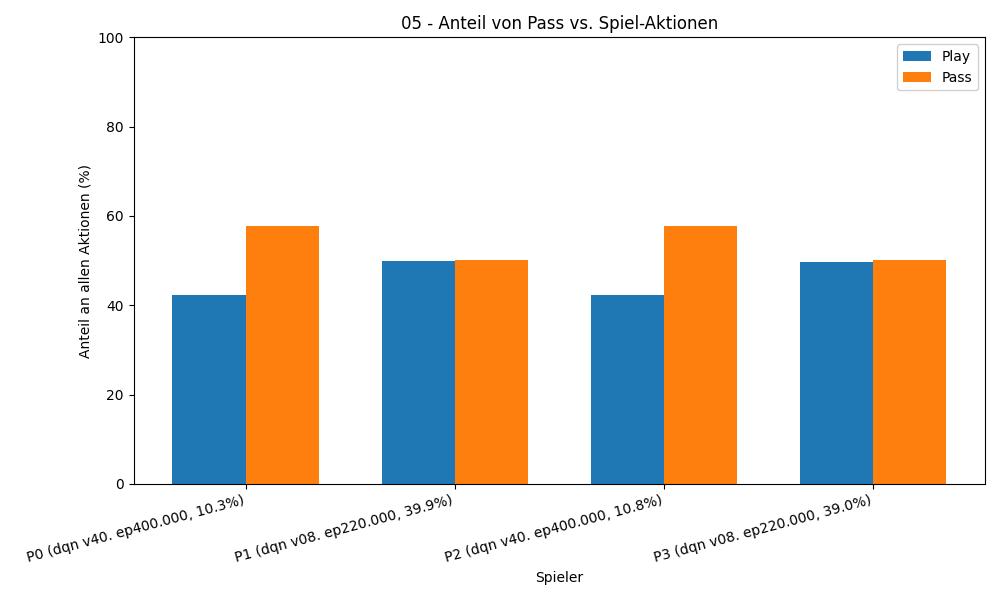 05 - Anteil von Pass vs. Spiel-Aktionen
Play
Pass
Anteil an allen Aktionen (%)
100
80
60
40
20
0
P0 (dqn v40. ep400.000, 10.3%)
P1 (dqn v08. ep220.000, 39.9%)
P2 (dqn v40. ep400.000, 10.8%)
P3 (dqn v08. ep220.000, 39.0%)
Spieler